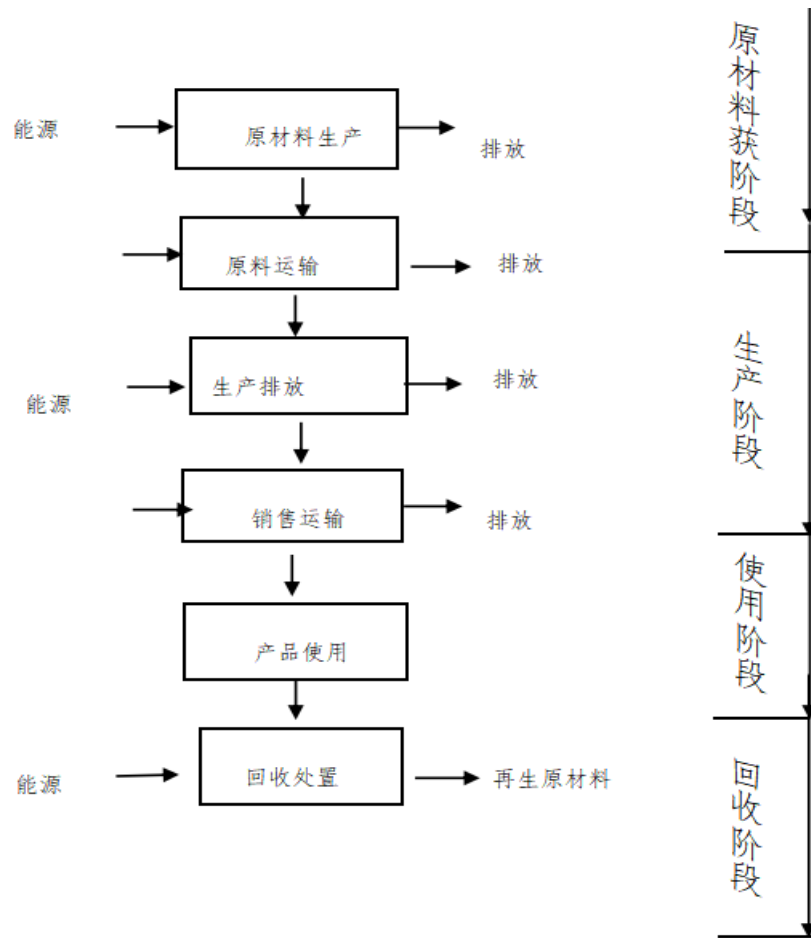 能源
原材料生产
排放
原料运输
排放
能源
生产排放
排放
销售运输
排放
产品使用
能源
回收处置
再生原材料
原材料获阶段
生产阶段
使用阶段
回收阶段